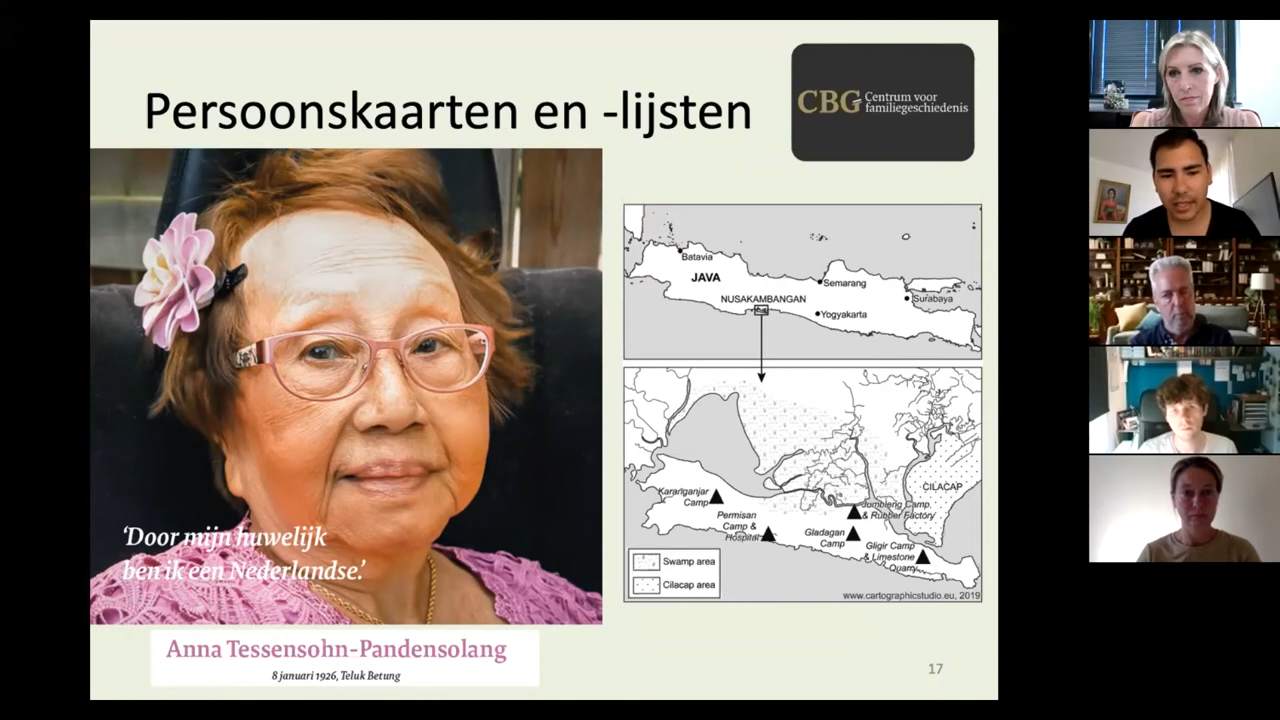 Persoonskaarten en -lijsten
CBG Centrum voor
familiegeschiedenis
‘Door mijn huwelijk
ben ik een Nederlandse.’
Anna Tessensohn-Pandensolang
8 januari 1926, Teluk Betung
Batavia
JAVA
Semarang
NUSAKAMBANGAN
Surabaya
Yogyakarta
CILACAP
Karanganjar
Camp
Jumbleng Camp,
& Rubber Factory
Permisan
Camp &
Hospital
Gladagan
Camp
Gligir Camp
& Limestone
Quarry
Swamp area
Cilacap area
www.cartographicstudio.eu, 2019
17